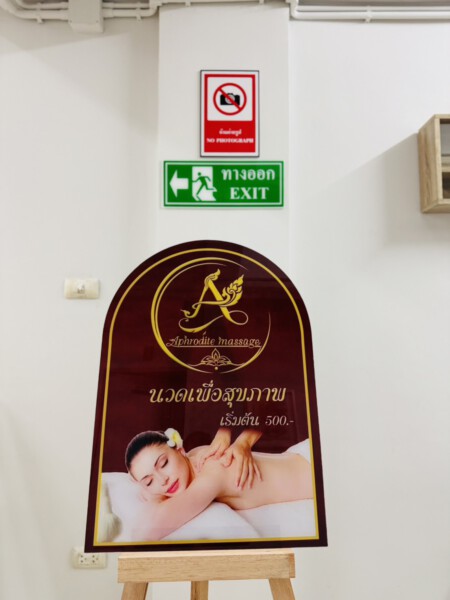 ห้ามถ่ายรูป
NO PHOTOGRAPH
ทางออก
EXIT
A
Aphrodite massage
นวดเพื่อสุขภาพ
เริ่มต้น 500.-